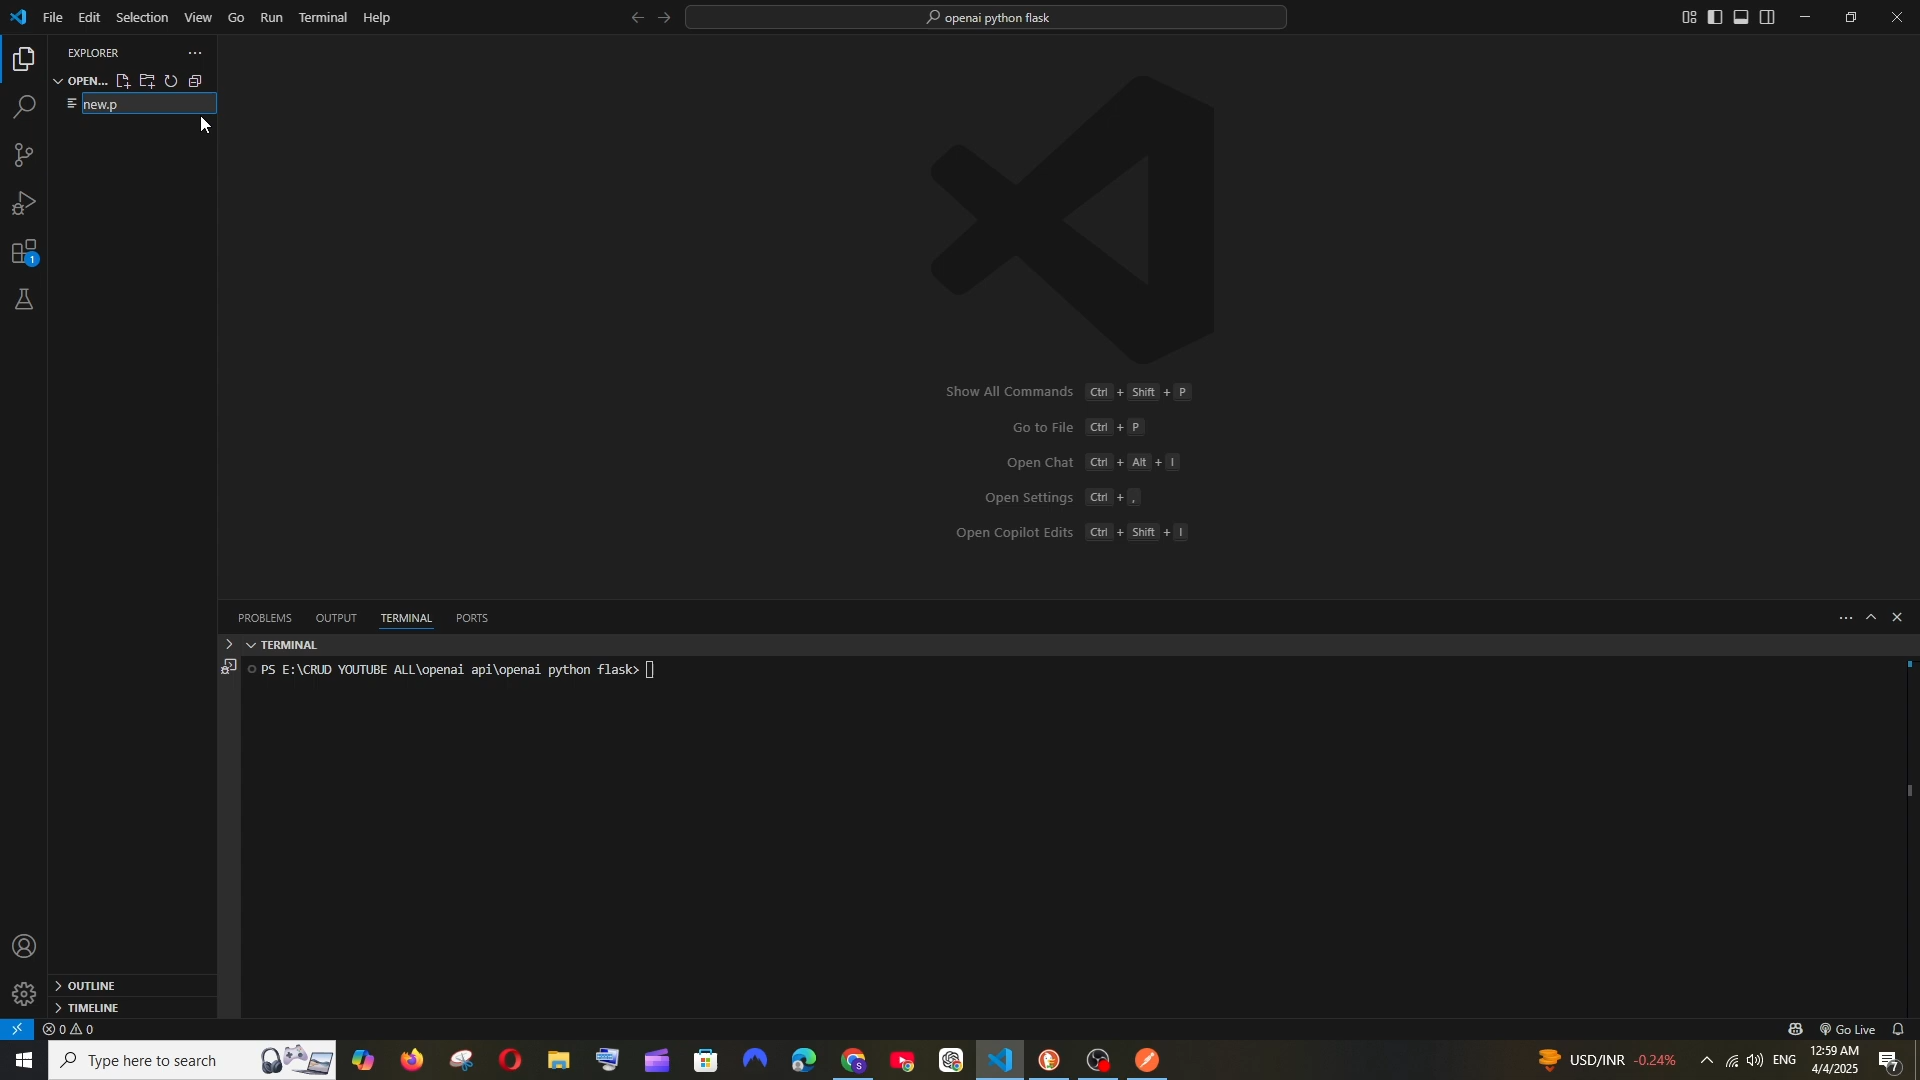 File Edit Selection View Go Run Terminal Help
openai python flask
EXPLORER
OPEN...
new.p
Show All Commands Ctrl + Shift + P
Go to File Ctrl + P
Open Chat Ctrl + Alt + I
Open Settings Ctrl + ,
Open Copilot Edits Ctrl + Shift + I
1
PROBLEMS OUTPUT TERMINAL PORTS
TERMINAL
PS E:\CRUD YOUTUBE ALL\openai api\openai python flask>
OUTLINE
TIMELINE
0 0
Go Live
Type here to search
USD/INR -0.24%
ENG
12:59 AM
4/4/2025
7